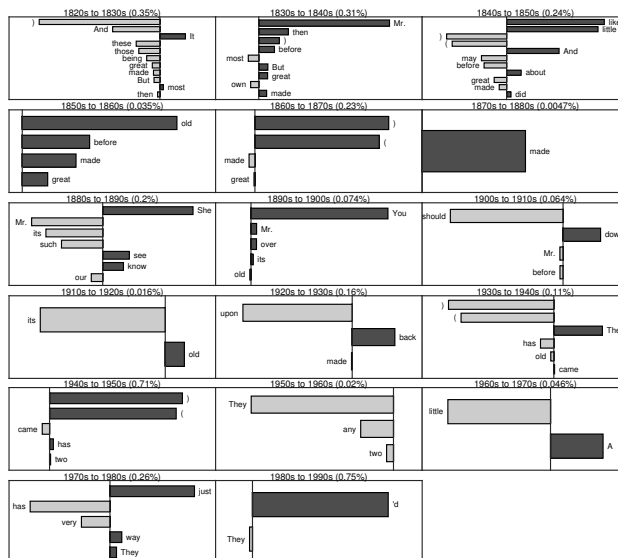 1820s to 1830s (0.35%)
)
And
It
these
those
being
great
made
But
most
then
1830s to 1840s (0.31%)
Mr.
then
)
before
most
But
great
own
made
1840s to 1850s (0.24%)
like
little
)
(
And
may
before
about
great
made
did
1850s to 1860s (0.035%)
old
before
made
great
1860s to 1870s (0.23%)
)
(
made
great
1870s to 1880s (0.0047%)
made
1880s to 1890s (0.2%)
She
Mr.
its
such
see
know
our
1890s to 1900s (0.074%)
You
Mr.
over
its
old
1900s to 1910s (0.064%)
should
dow
Mr.
before
1910s to 1920s (0.016%)
its
old
1920s to 1930s (0.16%)
upon
back
made
1930s to 1940s (0.11%)
)
(
The
has
old
came
1940s to 1950s (0.71%)
)
(
came
has
two
1950s to 1960s (0.02%)
They
any
two
1960s to 1970s (0.046%)
little
A
1970s to 1980s (0.26%)
just
has
very
way
They
1980s to 1990s (0.75%)
'd
They